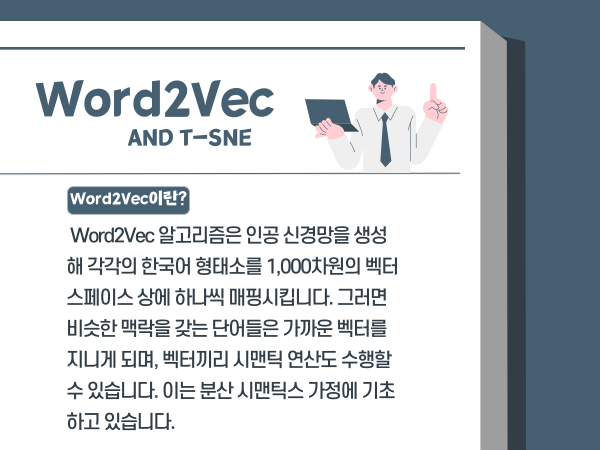 Word2Vec
AND T-SNE
Word2Vec이란?
Word2Vec 알고리즘은 인공 신경망을 생성
해 각각의 한국어 형태소를 1,000차원의 벡터
스페이스 상에 하나씩 매핑시킵니다. 그러면
비슷한 맥락을 갖는 단어들은 가까운 벡터를
지니게 되며, 벡터끼리 시맨틱 연산도 수행할
수 있습니다. 이는 분산 시맨틱스 가정에 기초
하고 있습니다.